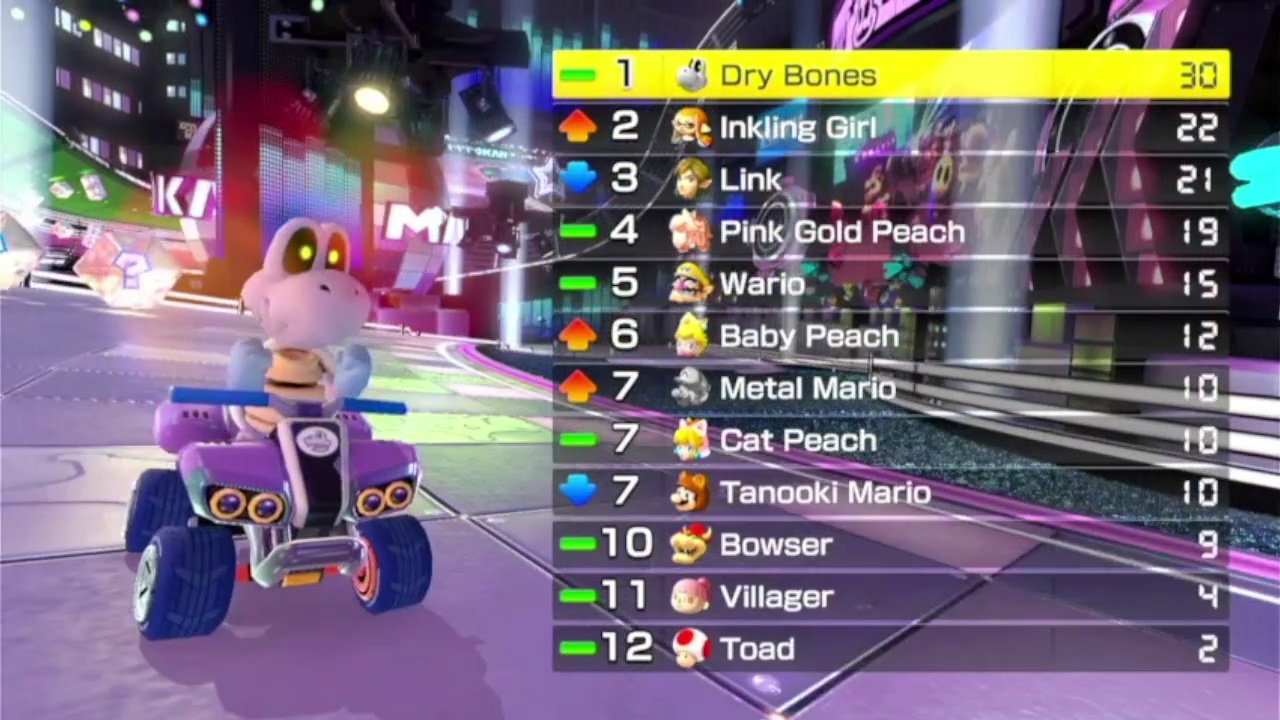 1 Dry Bones 30
2 Inkling Girl 22
3 Link 21
4 Pink Gold Peach 19
5 Wario 15
6 Baby Peach 12
7 Metal Mario 10
7 Cat Peach 10
7 Tanooki Mario 10
10 Bowser 9
11 Villager 4
12 Toad 2
?